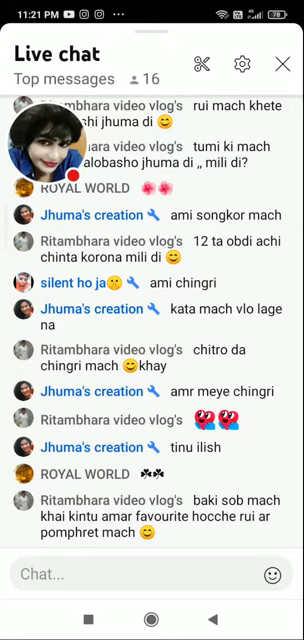 11:21 PM
78
Live chat
Top messages 16
Ritambhara video vlog's rui mach khete
shi jhuma di 😊
video vlog's tumi ki mach
alobasho jhuma di ,, mili di?
ROYAL WORLD 🌸🌸
Jhuma's creation 🔧 ami songkor mach
Ritambhara video vlog's 12 ta obdi achi
chinta korona mili di 😊
silent ho ja🤫 🔧 ami chingri
Jhuma's creation 🔧 kata mach vlo lage
na
Ritambhara video vlog's chitro da
chingri mach 😊khay
Jhuma's creation 🔧 amr meye chingri
Ritambhara video vlog's
Jhuma's creation 🔧 tinu ilish
ROYAL WORLD ☘☘
Ritambhara video vlog's baki sob mach
khai kintu amar favourite hocche rui ar
pomphret mach 😊
Chat...